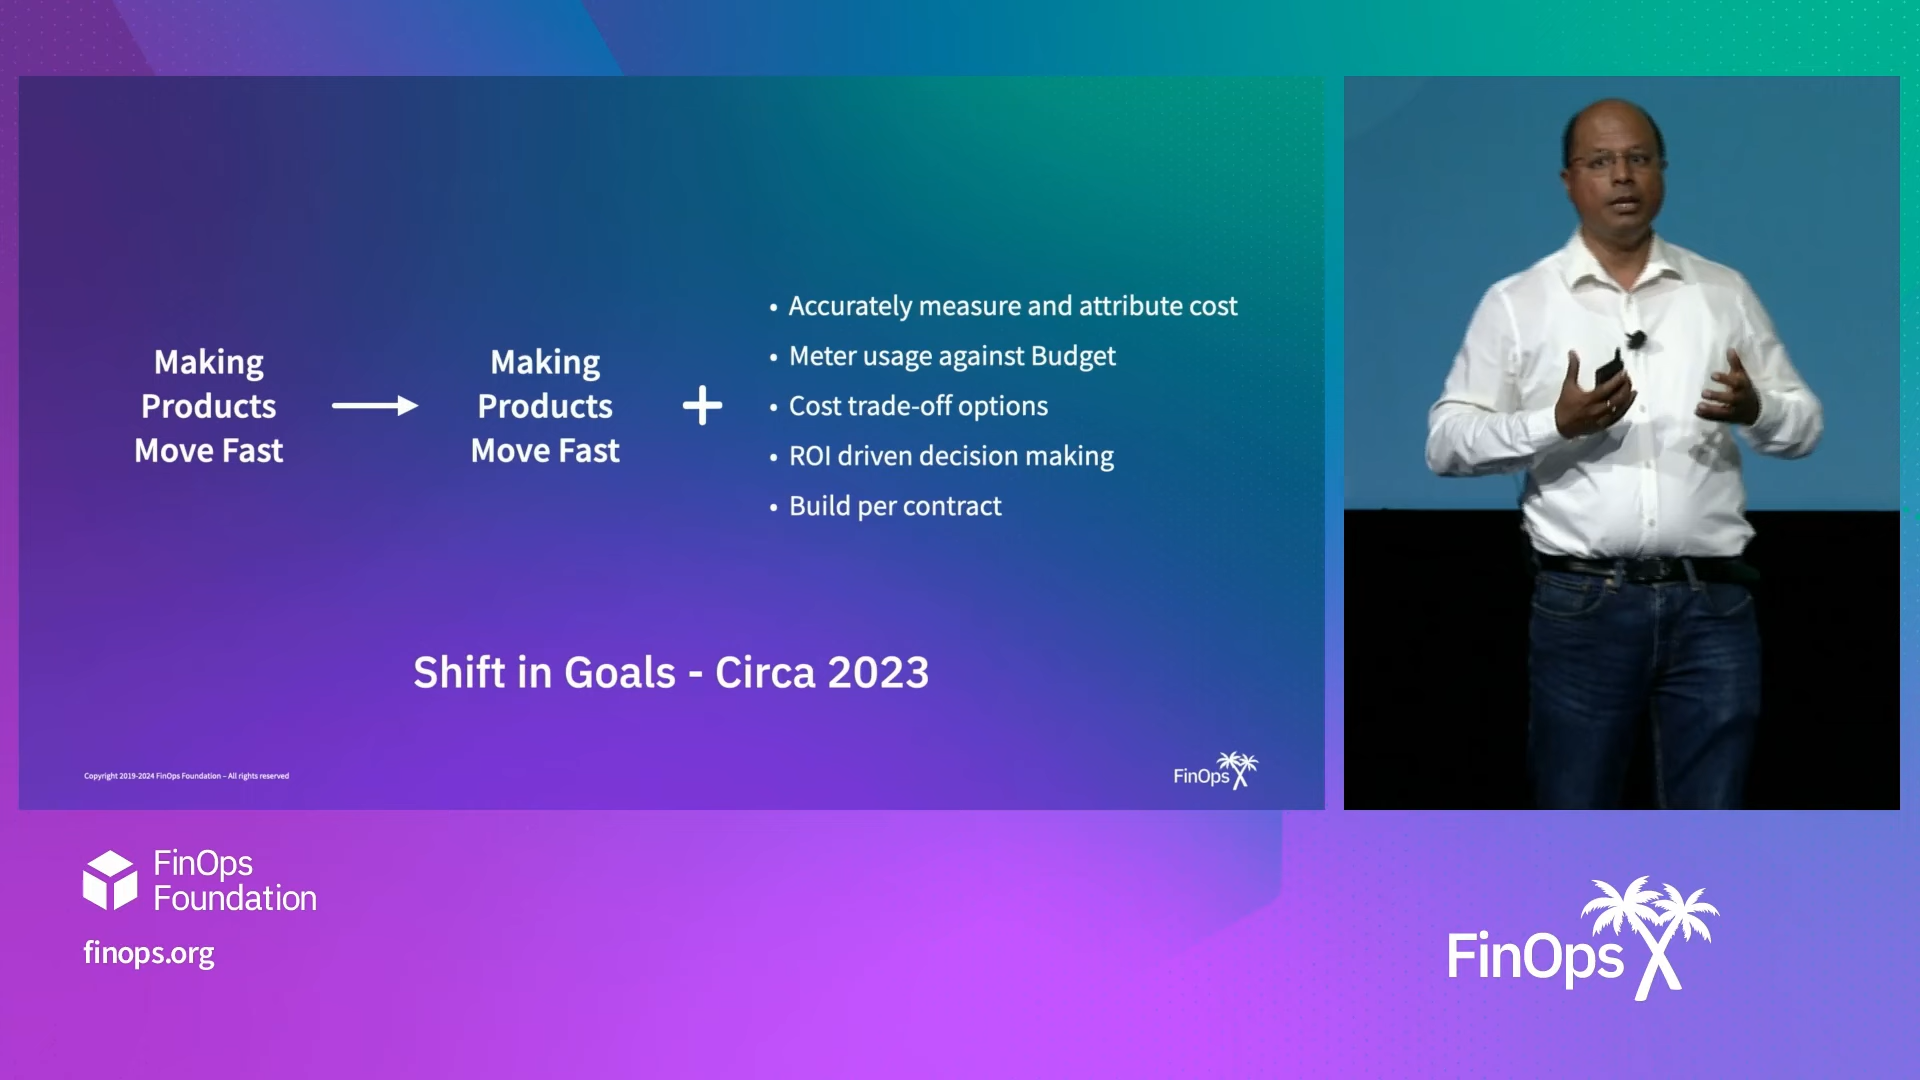 Making
Products
Move Fast
Making
Products
Move Fast
+
• Accurately measure and attribute cost
• Meter usage against Budget
• Cost trade-off options
• ROI driven decision making
• Build per contract
Shift in Goals - Circa 2023
Copyright 2019-2024 FinOps Foundation – All rights reserved
FinOps X
FinOps
Foundation
finops.org
FinOps X